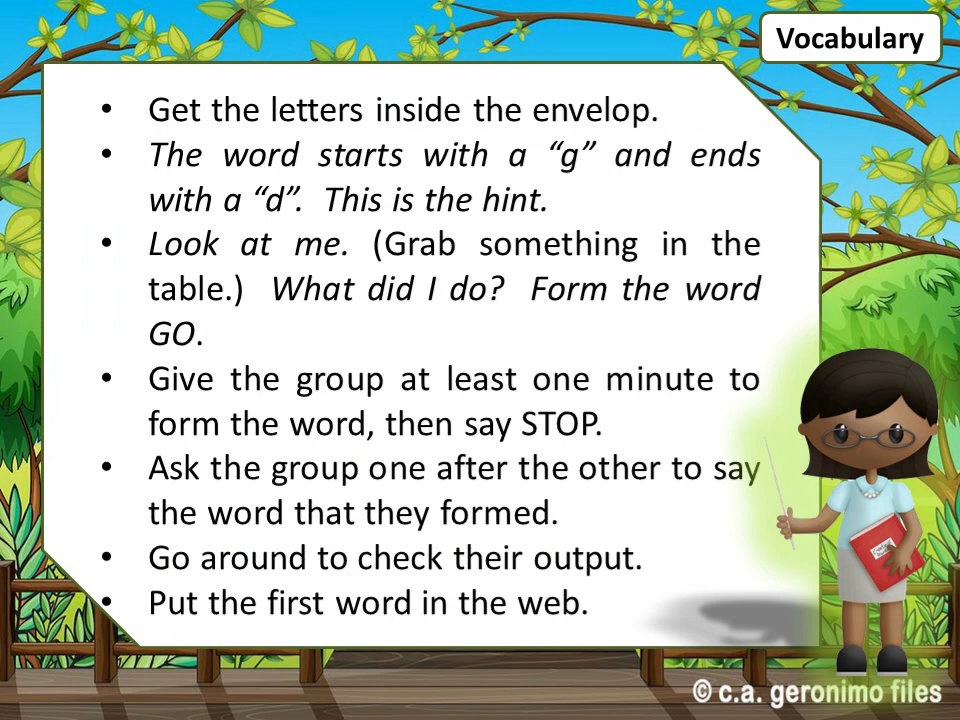 Vocabulary
• Get the letters inside the envelop.
• The word starts with a “g” and ends
with a “d”. This is the hint.
• Look at me. (Grab something in the
table.) What did I do? Form the word
GO.
• Give the group at least one minute to
form the word, then say STOP.
• Ask the group one after the other to say
the word that they formed.
• Go around to check their output.
• Put the first word in the web.
© c.a. geronimo files